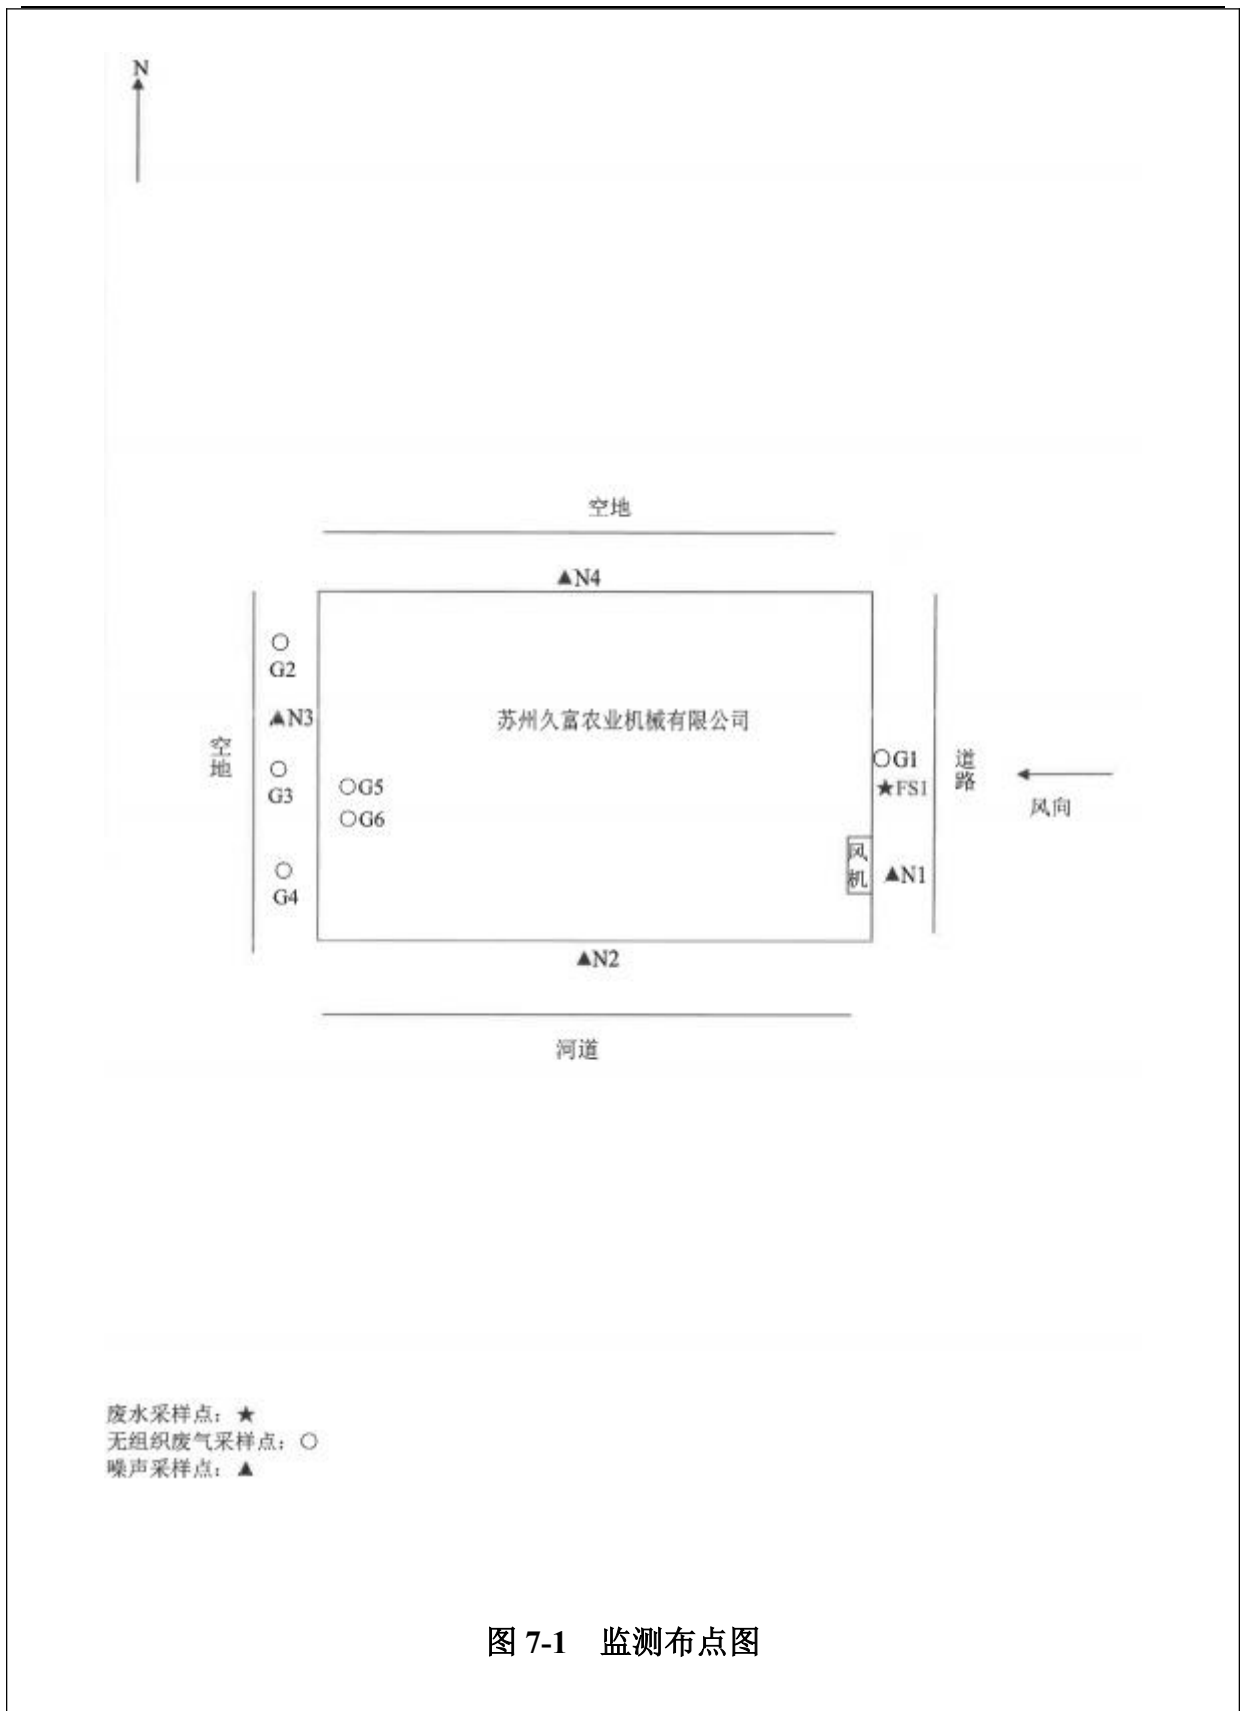 N
空地
▲N4
○
G2
▲N3
苏州久富农业机械有限公司
空地
○
G3
○G5
○G6
○G1
★FS1
道路
风向
○
G4
风机
▲N1
▲N2
河道
废水采样点：★
无组织废气采样点：○
噪声采样点：▲
图 7-1 监测布点图